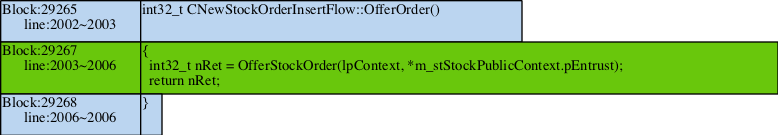 Block:29265
line:2002~2003
int32_t CNewStockOrderInsertFlow::OfferOrder()
Block:29267
line:2003~2006
{
int32_t nRet = OfferStockOrder(lpContext, *m_stStockPublicContext.pEntrust);
return nRet;
Block:29268
line:2006~2006
}